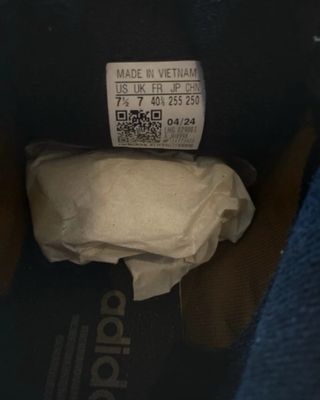 MADE IN VIETNAM
US UK FR JP CHN
7½ 7 40⅔ 255 250
04/24
adidas